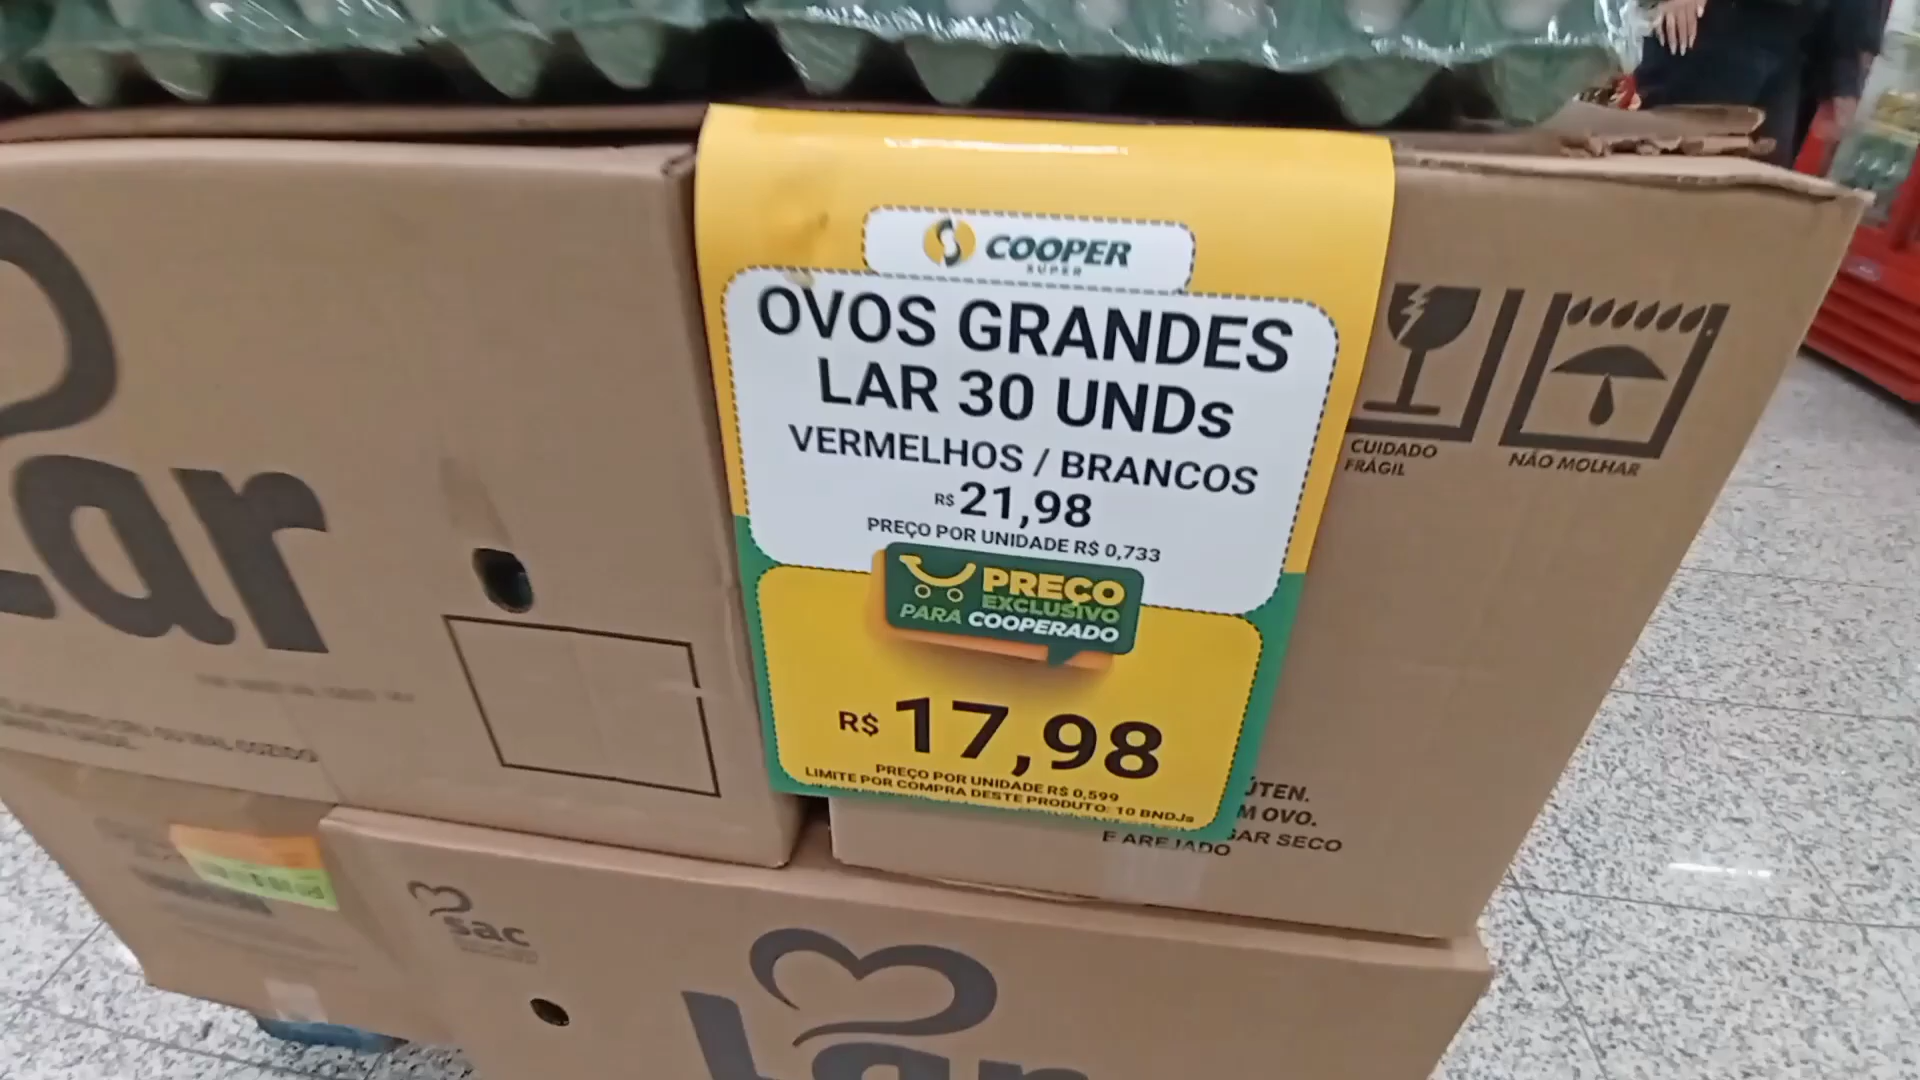 COOPER
SUPER
OVOS GRANDES
LAR 30 UNDs
VERMELHOS / BRANCOS
R$ 21,98
PREÇO POR UNIDADE R$ 0,733
PREÇO
EXCLUSIVO
PARA COOPERADO
R$ 17,98
PREÇO POR UNIDADE R$ 0,599
LIMITE POR COMPRA DESTE PRODUTO: 10 BNDJs
Lar
CUIDADO
FRÁGIL
NÃO MOLHAR
ÚTEN.
M OVO.
GAR SECO
E AREJADO
sac
Lar